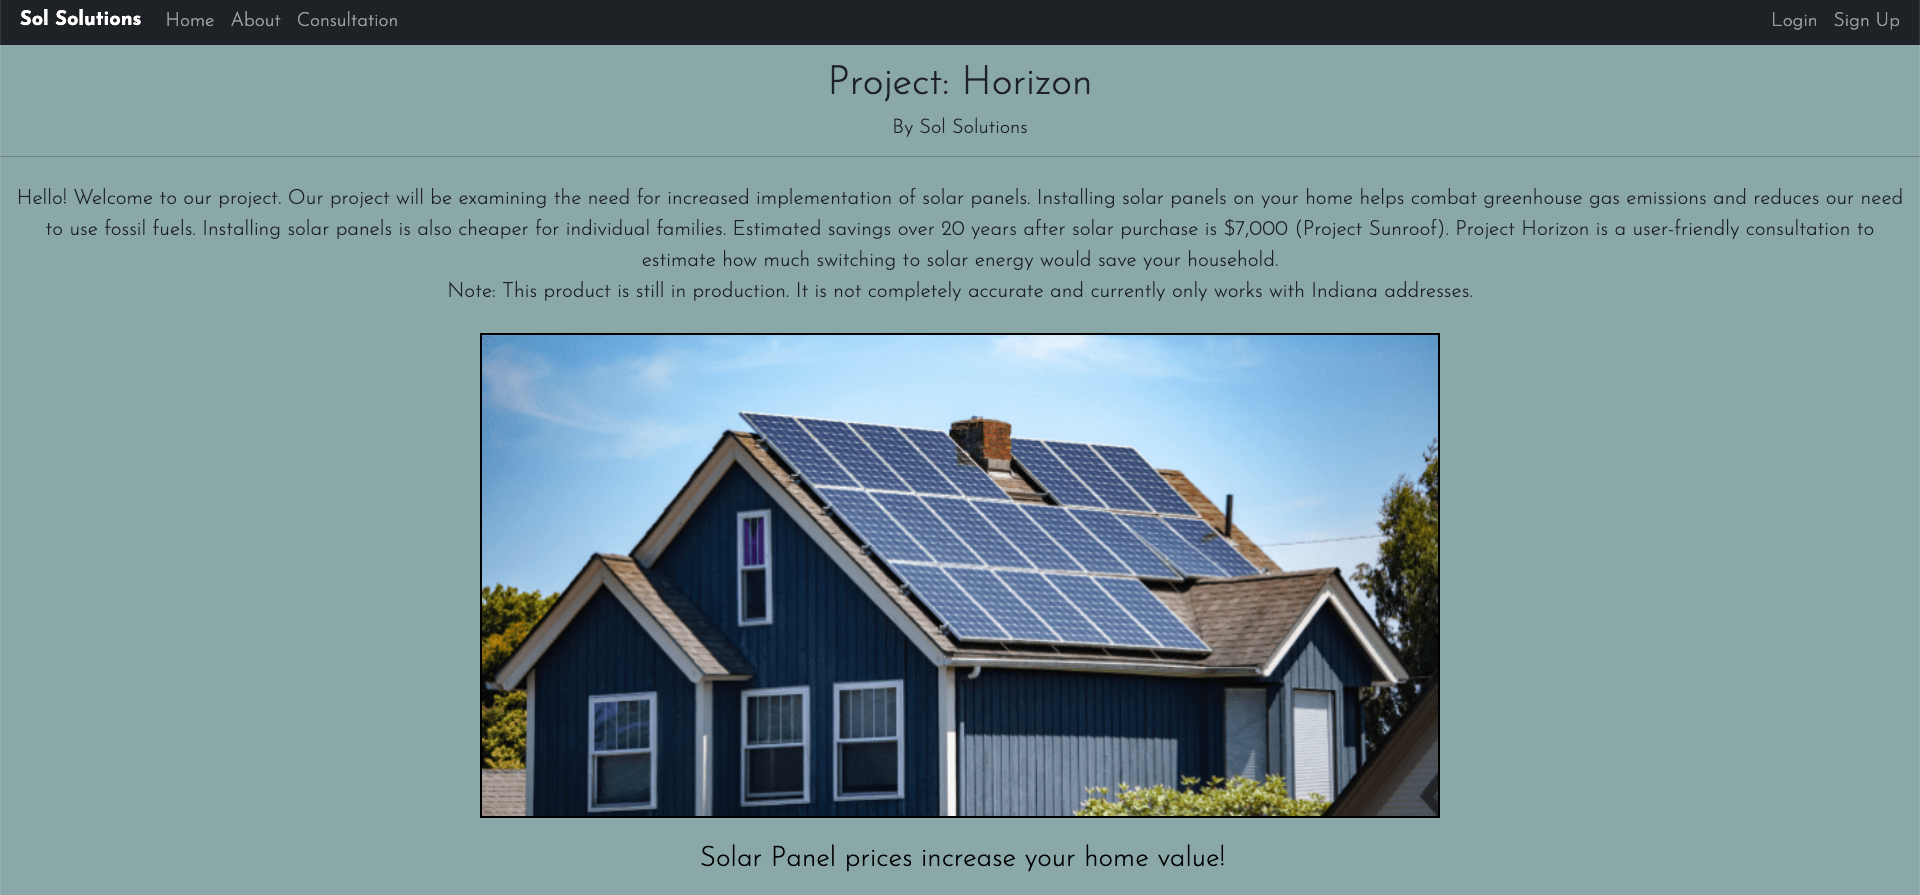 Sol Solutions Home About Consultation Login Sign Up
Project: Horizon
By Sol Solutions
Hello! Welcome to our project. Our project will be examining the need for increased implementation of solar panels. Installing solar panels on your home helps combat greenhouse gas emissions and reduces our need
to use fossil fuels. Installing solar panels is also cheaper for individual families. Estimated savings over 20 years after solar purchase is $7,000 (Project Sunroof). Project Horizon is a user-friendly consultation to
estimate how much switching to solar energy would save your household.
Note: This product is still in production. It is not completely accurate and currently only works with Indiana addresses.
Solar Panel prices increase your home value!